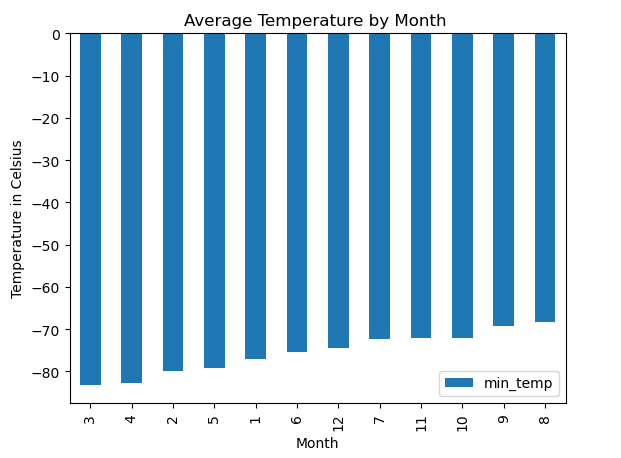 Average Temperature by Month
Temperature in Celsius
0
−10
−20
−30
−40
−50
−60
−70
−80
min_temp
3 4 2 5 1 6 12 7 11 10 9 8
Month